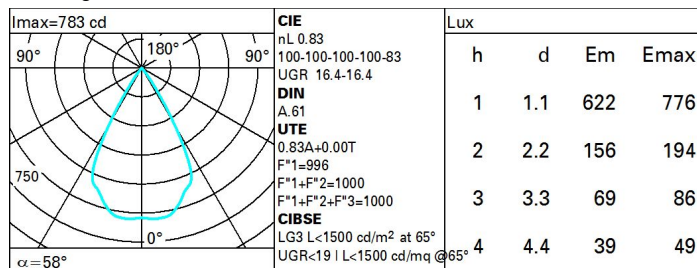 Imax=783 cd
90°
180°
90°
750
0°
α=58°
CIE
nL 0.83
100-100-100-100-83
UGR 16.4-16.4
DIN
A.61
UTE
0.83A+0.00T
F"1=996
F"1+F"2=1000
F"1+F"2+F"3=1000
CIBSE
LG3 L<1500 cd/m² at 65°
UGR<19 | L<1500 cd/mq @65°
Lux
h d Em Emax
1 1.1 622 776
2 2.2 156 194
3 3.3 69 86
4 4.4 39 49